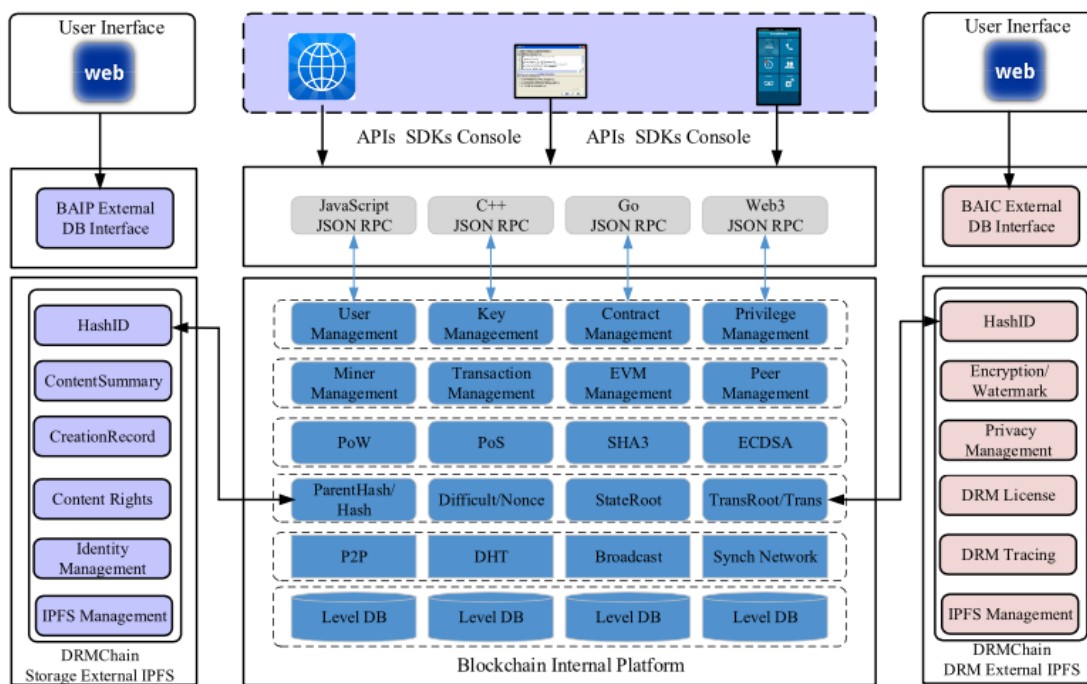 User Inerface
web
BAIP External
DB Interface
HashID
ContentSummary
CreationRecord
Content Rights
Identity
Management
IPFS Management
DRMChain
Storage External IPFS
APIs SDKs Console
APIs SDKs Console
JavaScript
JSON RPC
C++
JSON RPC
Go
JSON RPC
Web3
JSON RPC
User
Management
Key
Manageement
Contract
Management
Privilege
Management
Miner
Management
Transaction
Management
EVM
Management
Peer
Management
PoW
PoS
SHA3
ECDSA
ParentHash/
Hash
Difficult/Nonce
StateRoot
TransRoot/Trans
P2P
DHT
Broadcast
Synch Network
Level DB
Level DB
Level DB
Level DB
Blockchain Internal Platform
User Inerface
web
BAIC External
DB Interface
HashID
Encryption/
Watermark
Privacy
Management
DRM License
DRM Tracing
IPFS Management
DRMChain
DRM External IPFS